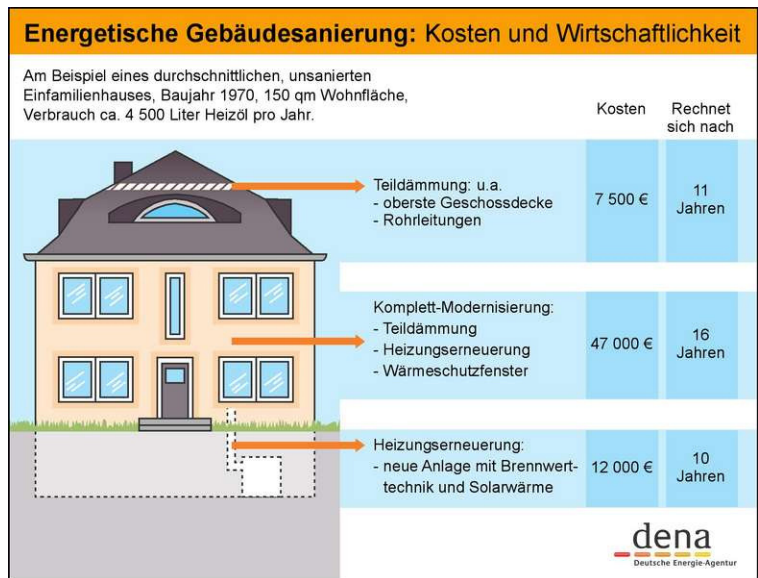 Energetische Gebäudesanierung: Kosten und Wirtschaftlichkeit
Am Beispiel eines durchschnittlichen, unsanierten
Einfamilienhauses, Baujahr 1970, 150 qm Wohnfläche,
Verbrauch ca. 4 500 Liter Heizöl pro Jahr.
Kosten
Rechnet
sich nach
Teildämmung: u.a.
- oberste Geschossdecke
- Rohrleitungen
7 500 €
11
Jahren
Komplett-Modernisierung:
- Teildämmung
- Heizungserneuerung
- Wärmeschutzfenster
47 000 €
16
Jahren
Heizungserneuerung:
- neue Anlage mit Brennwert-
technik und Solarwärme
12 000 €
10
Jahren
dena
Deutsche Energie-Agentur